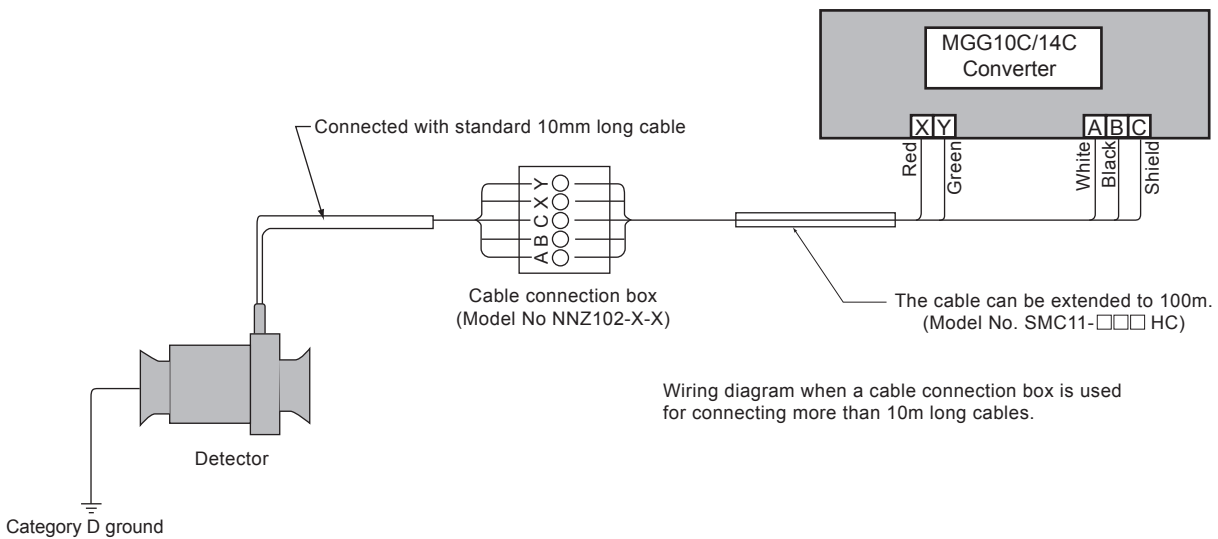 MGG10C/14C
Converter
X Y
A B C
Red
Green
White
Black
Shield
Connected with standard 10mm long cable
Y
X
C
B
A
Cable connection box
(Model No NNZ102-X-X)
The cable can be extended to 100m.
(Model No. SMC11-□□□ HC)
Wiring diagram when a cable connection box is used
for connecting more than 10m long cables.
Detector
Category D ground